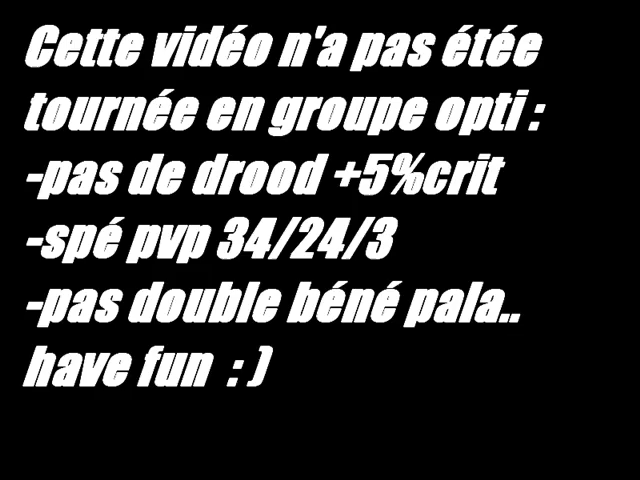 Cette vidéo n'a pas étée
tournée en groupe opti :
-pas de drood +5%crit
-spé pvp 34/24/3
-pas double béné pala..
have fun : )